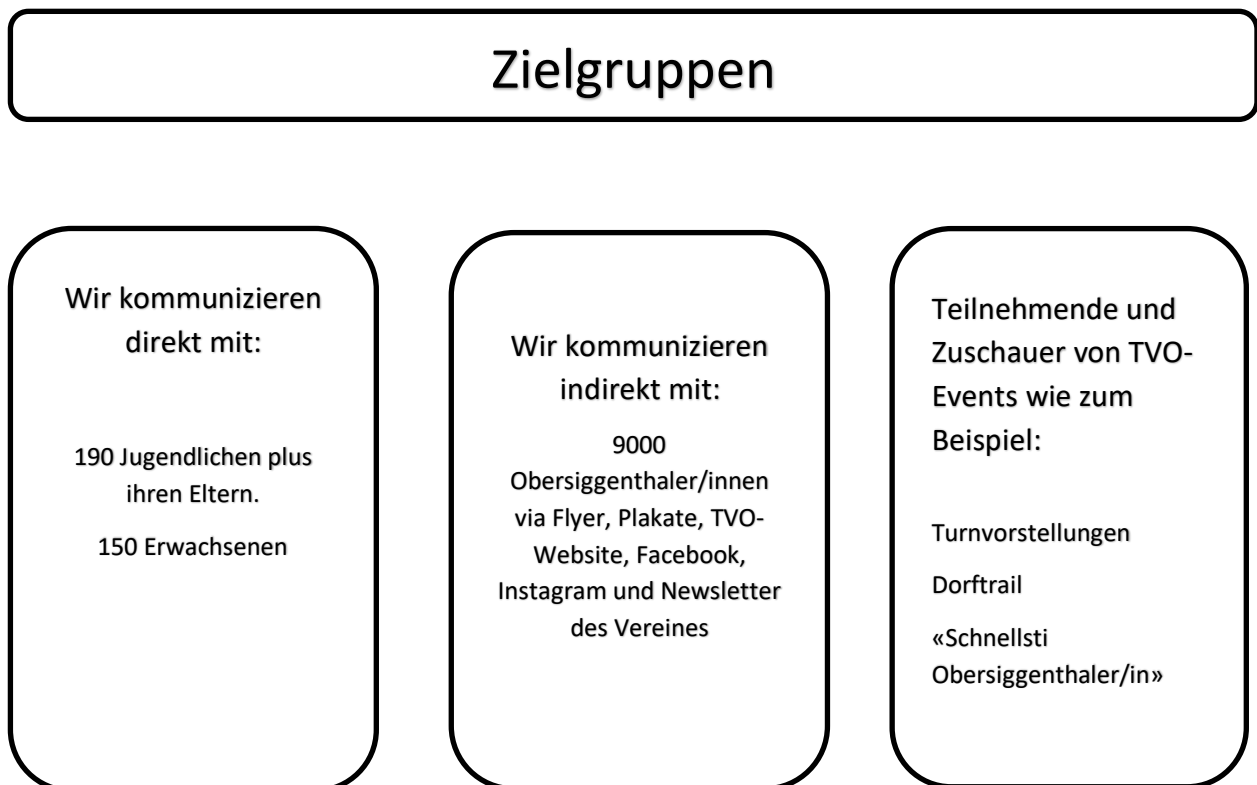 Zielgruppen
Wir kommunizieren
direkt mit:
190 Jugendlichen plus
ihren Eltern.
150 Erwachsenen
Wir kommunizieren
indirekt mit:
9000
Obersiggenthaler/innen
via Flyer, Plakate, TVO-
Website, Facebook,
Instagram und Newsletter
des Vereines
Teilnehmende und
Zuschauer von TVO-
Events wie zum
Beispiel:
Turnvorstellungen
Dorftrail
«Schnellsti
Obersiggenthaler/in»